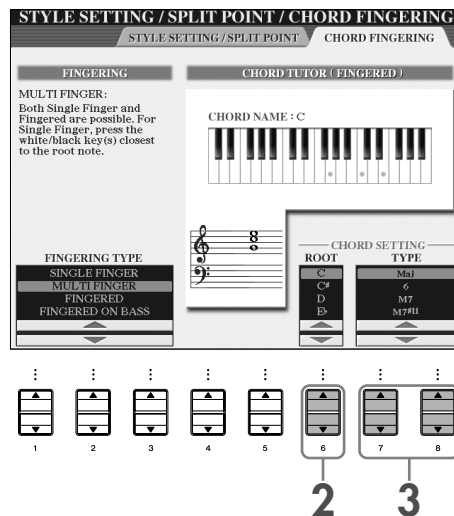 STYLE SETTING / SPLIT POINT / CHORD FINGERING
STYLE SETTING / SPLIT POINT
CHORD FINGERING
FINGERING
MULTI FINGER:
Both Single Finger and
Fingered are possible. For
Single Finger, press the
white/black key(s) closest
to the root note.
CHORD TUTOR ( FINGERED )
CHORD NAME : C
FINGERING TYPE
SINGLE FINGER
MULTI FINGER
FINGERED
FINGERED ON BASS
CHORD SETTING
ROOT TYPE
C Maj
C# 6
D M7
E♭ M7#11
1 2 3 4 5 6 7 8
2 3